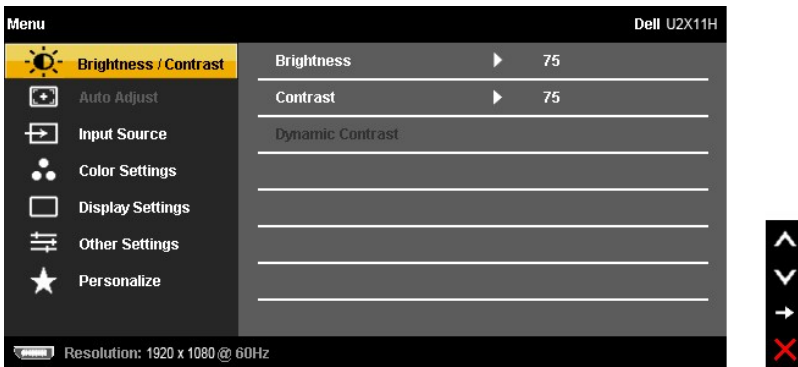 Menu Dell U2X11H
Brightness / Contrast Brightness 75
Auto Adjust Contrast 75
Input Source Dynamic Contrast
Color Settings
Display Settings
Other Settings
Personalize
Resolution: 1920 x 1080 @ 60Hz